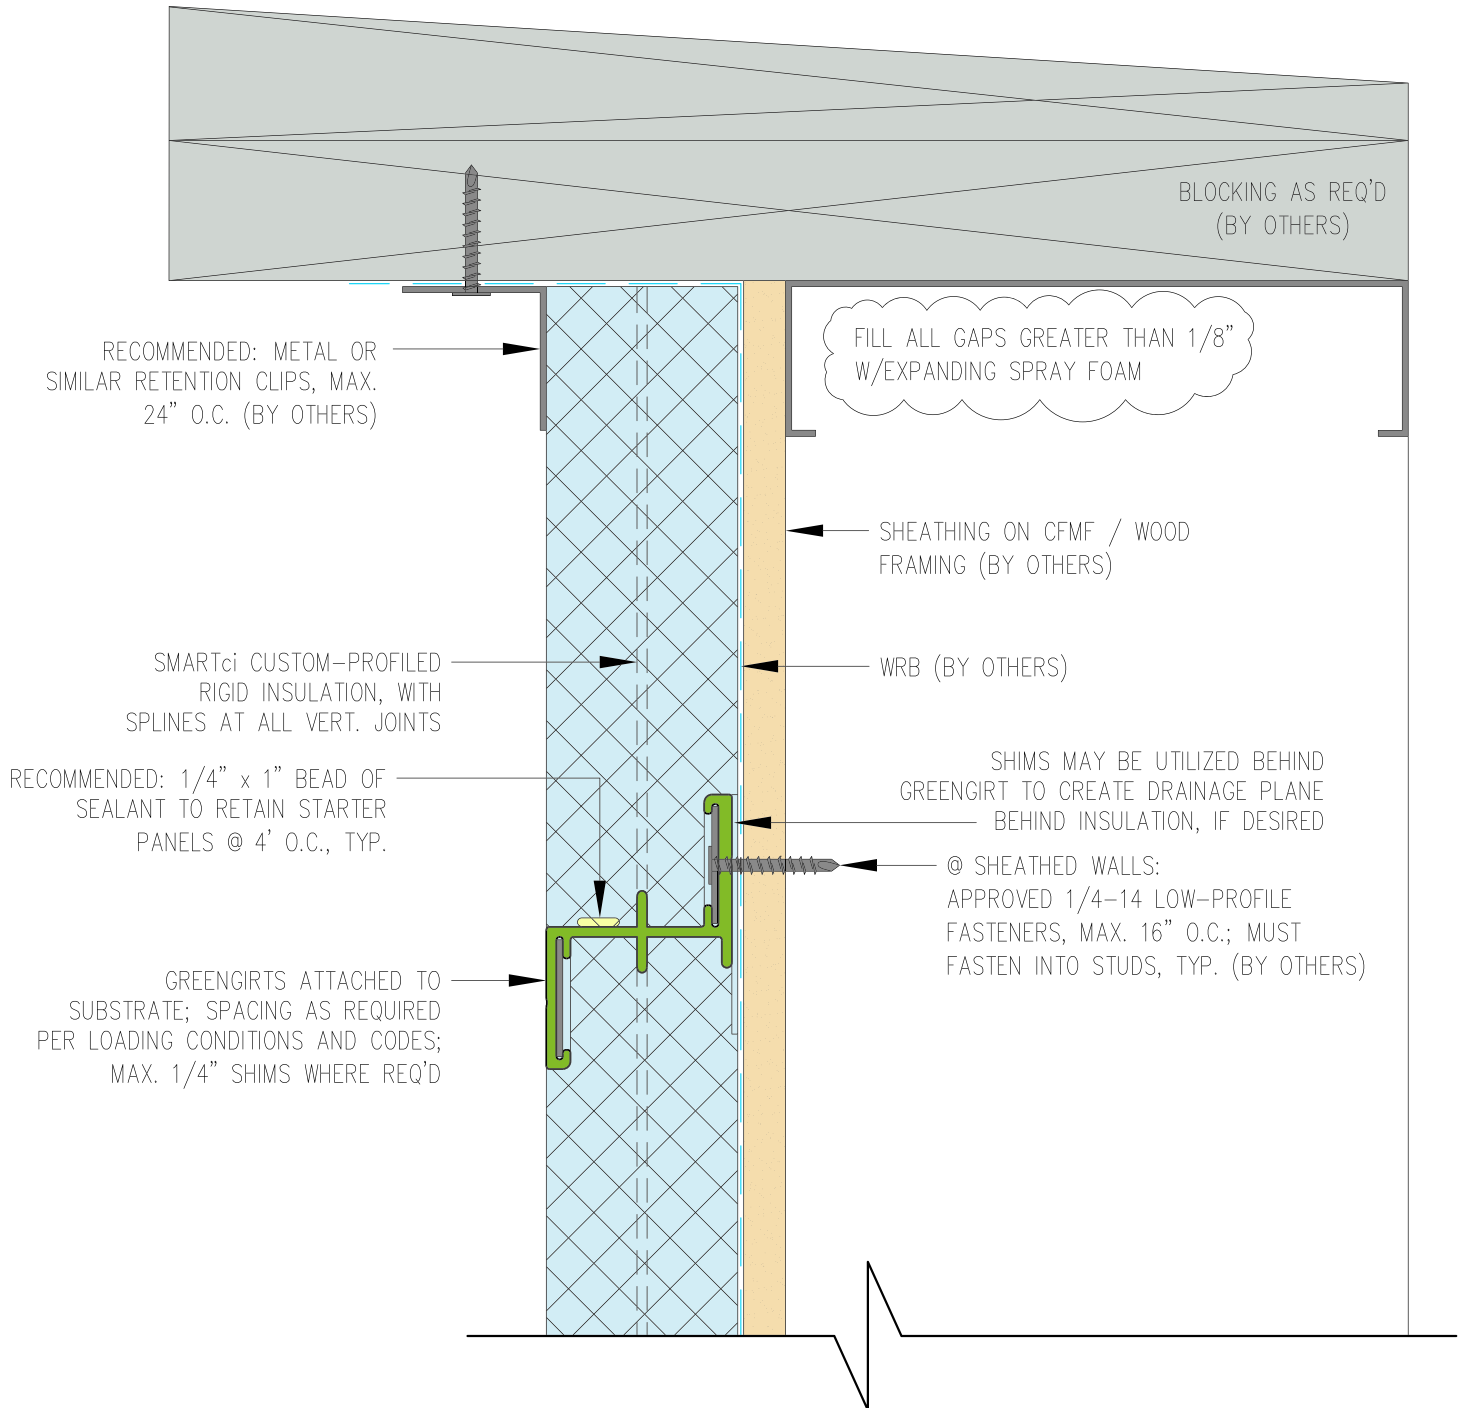 BLOCKING AS REQ'D
(BY OTHERS)
FILL ALL GAPS GREATER THAN 1/8"
W/EXPANDING SPRAY FOAM
RECOMMENDED: METAL OR
SIMILAR RETENTION CLIPS, MAX.
24" O.C. (BY OTHERS)
SHEATHING ON CFMF / WOOD
FRAMING (BY OTHERS)
SMARTci CUSTOM-PROFILED
RIGID INSULATION, WITH
SPLINES AT ALL VERT. JOINTS
WRB (BY OTHERS)
RECOMMENDED: 1/4" x 1" BEAD OF
SEALANT TO RETAIN STARTER
PANELS @ 4' O.C., TYP.
SHIMS MAY BE UTILIZED BEHIND
GREENGIRT TO CREATE DRAINAGE PLANE
BEHIND INSULATION, IF DESIRED
@ SHEATHED WALLS:
APPROVED 1/4-14 LOW-PROFILE
FASTENERS, MAX. 16" O.C.; MUST
FASTEN INTO STUDS, TYP. (BY OTHERS)
GREENGIRTS ATTACHED TO
SUBSTRATE; SPACING AS REQUIRED
PER LOADING CONDITIONS AND CODES;
MAX. 1/4" SHIMS WHERE REQ'D